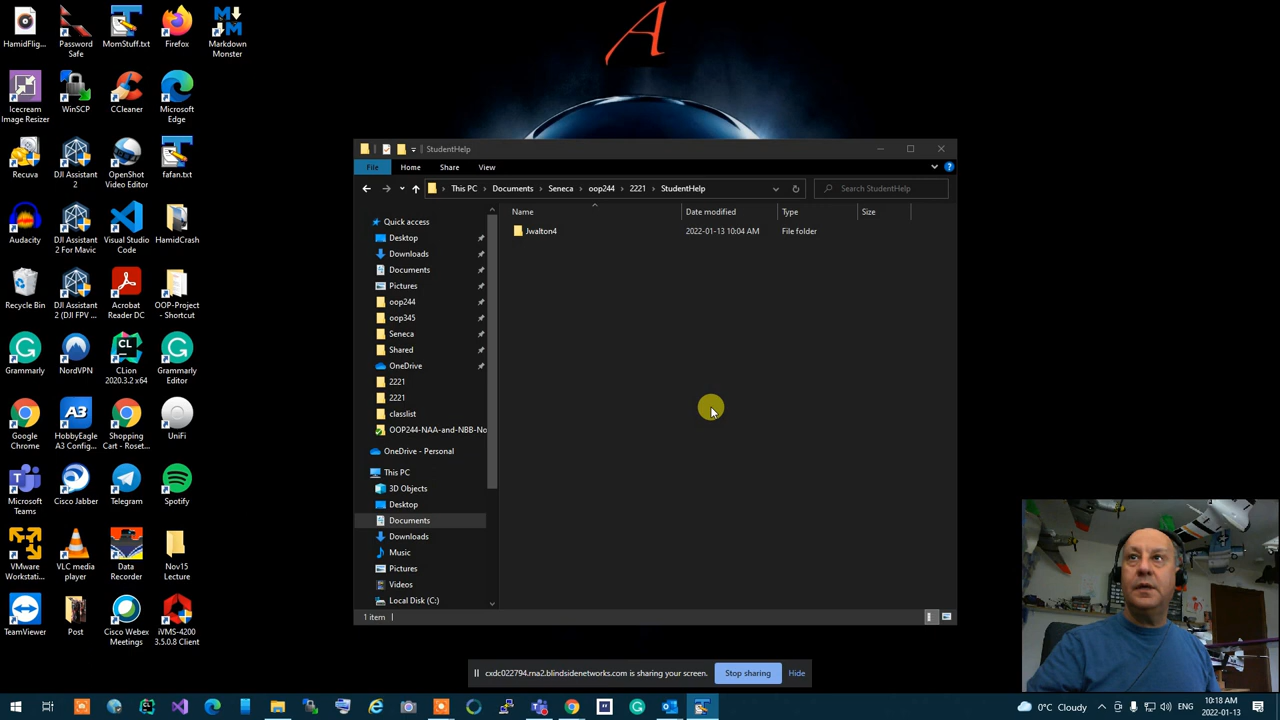 HamidFlig...
Password
Safe
MomStuff.txt
Firefox
Markdown
Monster
A
Icecream
Image Resizer
WinSCP
CCleaner
Microsoft
Edge
Recuva
DJI Assistant
2
OpenShot
Video Editor
fafan.txt
Audacity
DJI Assistant
2 For Mavic
Visual Studio
Code
HamidCrash
Recycle Bin
DJI Assistant
2 (DJI FPV ...
Acrobat
Reader DC
OOP-Project
- Shortcut
Grammarly
NordVPN
CLion
2020.3.2 x64
Grammarly
Editor
Google
Chrome
HobbyEagle
A3 Config...
Shopping
Cart - Roset...
UniFi
Microsoft
Teams
Cisco Jabber
Telegram
Spotify
VMware
Workstati...
VLC media
player
Data
Recorder
Nov15
Lecture
TeamViewer
Post
Cisco Webex
Meetings
iVMS-4200
3.5.0.8 Client
StudentHelp
File Home Share View
This PC > Documents > Seneca > oop244 > 2221 > StudentHelp
Search StudentHelp
Name Date modified Type Size
Jwalton4 2022-01-13 10:04 AM File folder
Quick access
Desktop
Downloads
Documents
Pictures
oop244
oop345
Seneca
Shared
OneDrive
2221
2221
classlist
OOP244-NAA-and-NBB-No
OneDrive - Personal
This PC
3D Objects
Desktop
Documents
Downloads
Music
Pictures
Videos
Local Disk (C:)
1 item
cxdc022794.rna2.blindsidenetworks.com is sharing your screen. Stop sharing Hide
0°C Cloudy
ENG
10:18 AM
2022-01-13